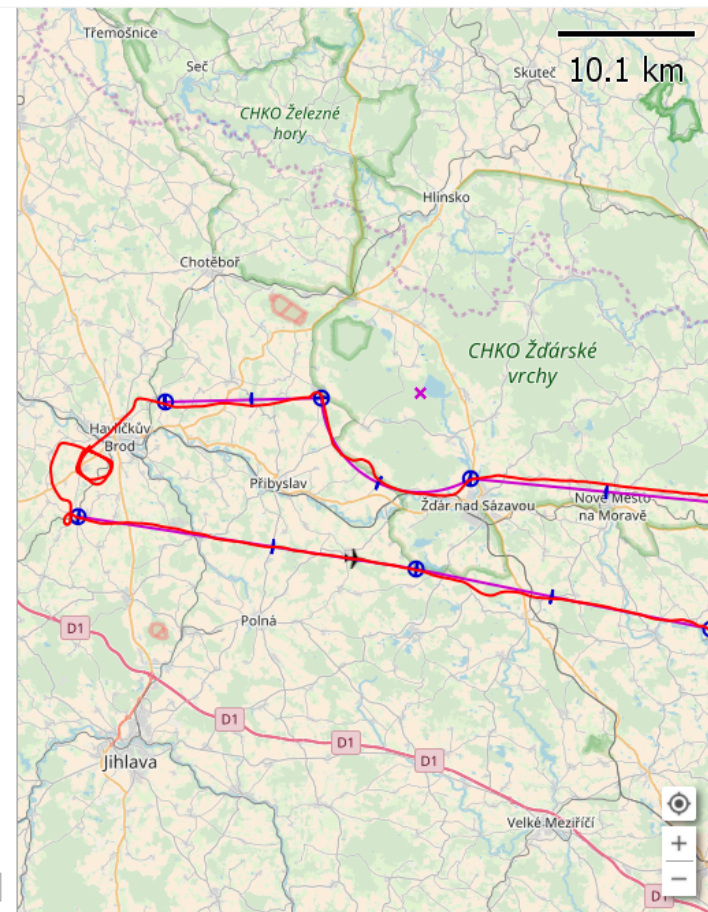 Třemošnice
Seč
Skuteč
10.1 km
CHKO Železné
hory
Hlinsko
Chotěboř
CHKO Žďárské
vrchy
Havlíčkův
Brod
Přibyslav
Žďár nad Sázavou
Nové Město
na Moravě
Polná
D1
D1
D1
D1
Jihlava
Velké Meziříčí
D1
+
−